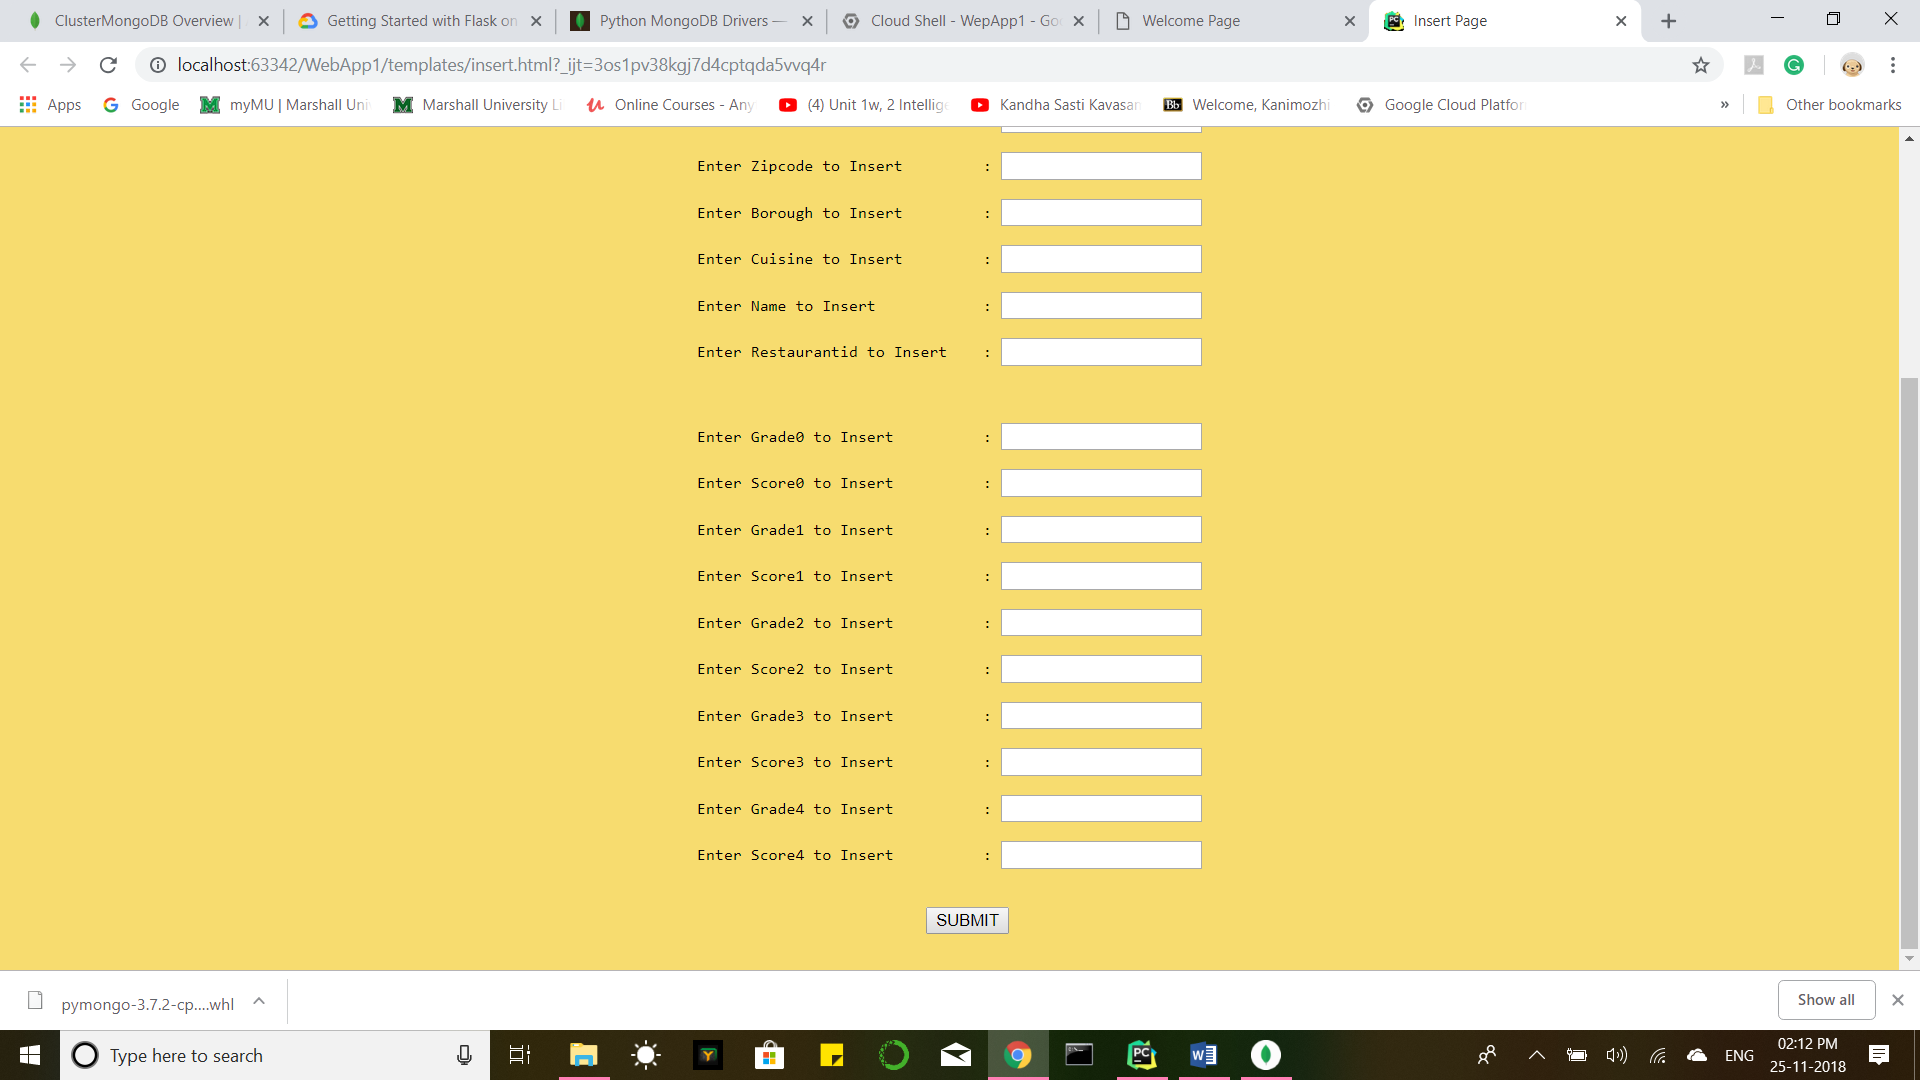 ClusterMongoDB Overview |
Getting Started with Flask on
Python MongoDB Drivers —
Cloud Shell - WepApp1 - Go
Welcome Page
Insert Page
localhost:63342/WebApp1/templates/insert.html?_ijt=3os1pv38kgj7d4cptqda5vvq4r
Apps
Google
myMU | Marshall Uni
Marshall University Li
Online Courses - Any
(4) Unit 1w, 2 Intellige
Kandha Sasti Kavasam
Bb Welcome, Kanimozhi
Google Cloud Platfor
»
Other bookmarks
Enter Zipcode to Insert :
Enter Borough to Insert :
Enter Cuisine to Insert :
Enter Name to Insert :
Enter Restaurantid to Insert :
Enter Grade0 to Insert :
Enter Score0 to Insert :
Enter Grade1 to Insert :
Enter Score1 to Insert :
Enter Grade2 to Insert :
Enter Score2 to Insert :
Enter Grade3 to Insert :
Enter Score3 to Insert :
Enter Grade4 to Insert :
Enter Score4 to Insert :
SUBMIT
pymongo-3.7.2-cp....whl
Show all
Type here to search
ENG
02:12 PM
25-11-2018